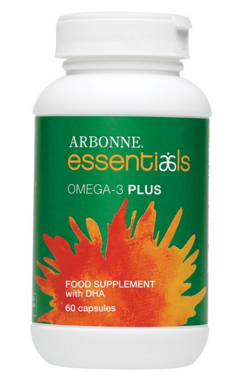 ARBONNE.
essentials
OMEGA-3 PLUS
FOOD SUPPLEMENT
with DHA
60 capsules